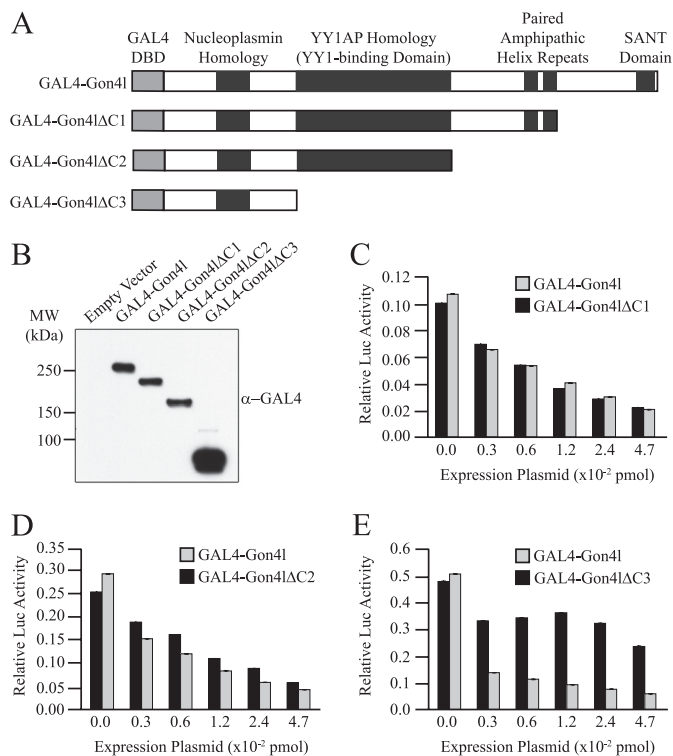 A
GAL4 DBD
Nucleoplasmin Homology
YY1AP Homology (YY1-binding Domain)
Paired Amphipathic Helix Repeats
SANT Domain
GAL4-Gon4l
GAL4-Gon4lΔC1
GAL4-Gon4lΔC2
GAL4-Gon4lΔC3
B
Empty Vector
GAL4-Gon4l
GAL4-Gon4lΔC1
GAL4-Gon4lΔC2
GAL4-Gon4lΔC3
MW (kDa)
250
150
100
α–GAL4
C
Relative Luc Activity
0.12
0.10
0.08
0.06
0.04
0.02
0.00
GAL4-Gon4l
GAL4-Gon4lΔC1
0.0 0.3 0.6 1.2 2.4 4.7
Expression Plasmid (x10-2 pmol)
D
Relative Luc Activity
0.35
0.30
0.25
0.20
0.15
0.10
0.05
0.00
GAL4-Gon4l
GAL4-Gon4lΔC2
0.0 0.3 0.6 1.2 2.4 4.7
Expression Plasmid (x10-2 pmol)
E
Relative Luc Activity
0.6
0.5
0.4
0.3
0.2
0.1
0.0
GAL4-Gon4l
GAL4-Gon4lΔC3
0.0 0.3 0.6 1.2 2.4 4.7
Expression Plasmid (x10-2 pmol)